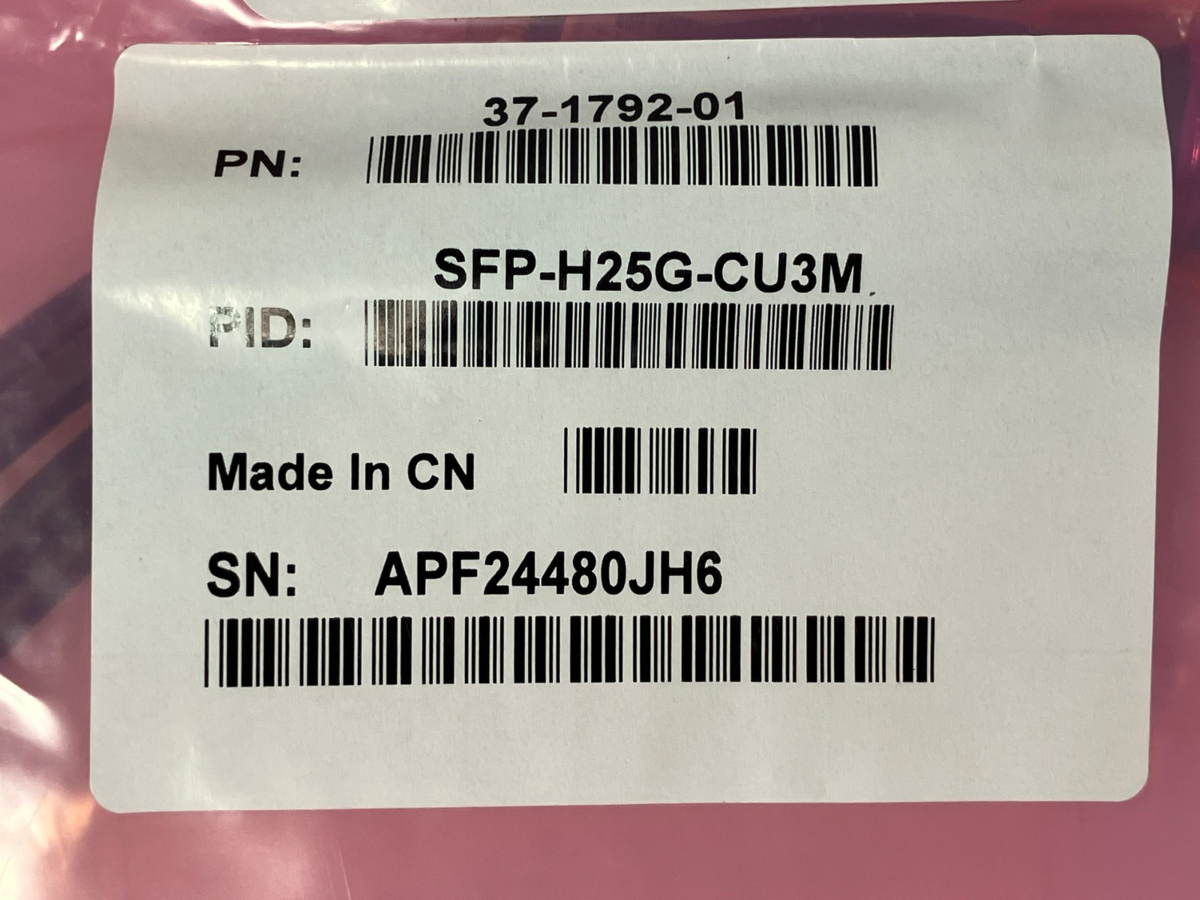 37-1792-01
PN:
SFP-H25G-CU3M
PID:
Made In CN
SN: APF24480JH6